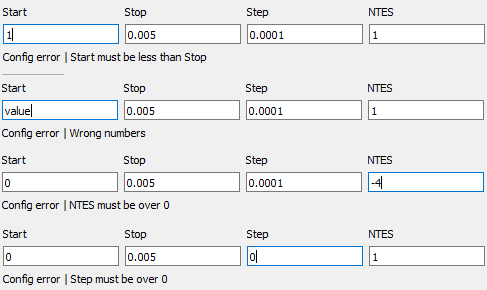 Start Stop Step NTES
1 0.005 0.0001 1
Config error | Start must be less than Stop
Start Stop Step NTES
value 0.005 0.0001 1
Config error | Wrong numbers
Start Stop Step NTES
0 0.005 0.0001 -4
Config error | NTES must be over 0
Start Stop Step NTES
0 0.005 0 1
Config error | Step must be over 0